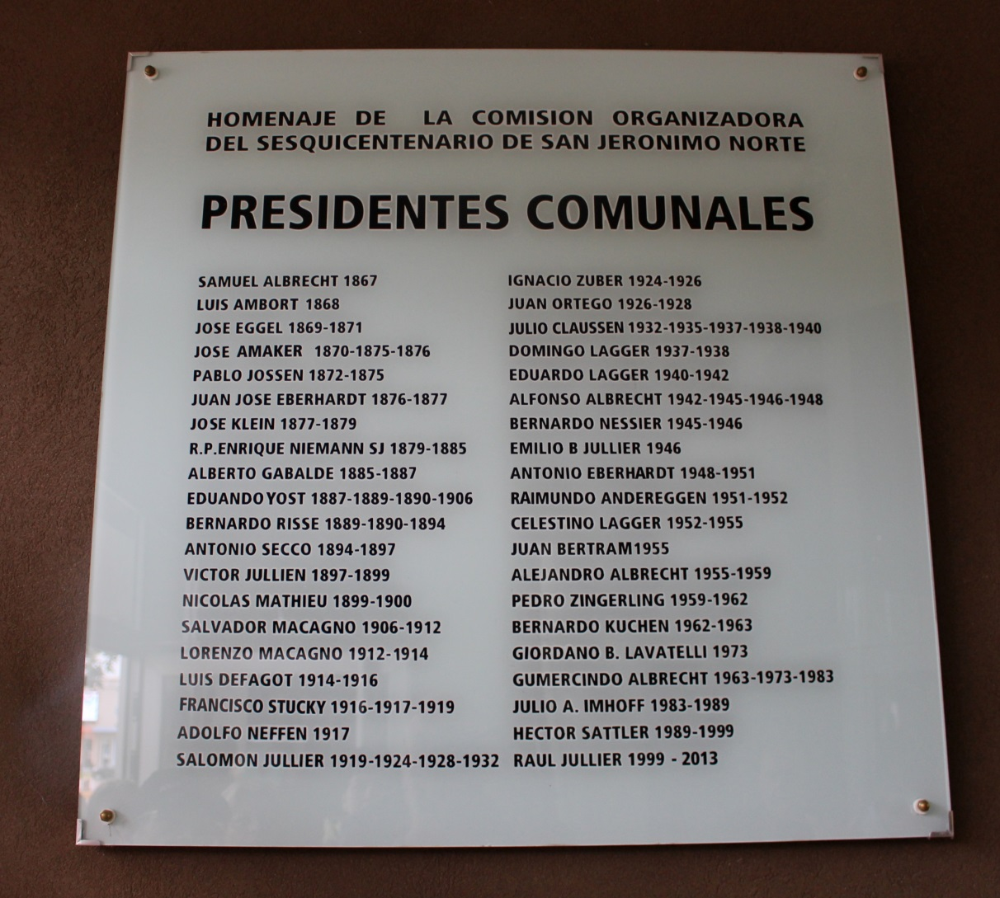 HOMENAJE DE LA COMISION ORGANIZADORA
DEL SESQUICENTENARIO DE SAN JERONIMO NORTE
PRESIDENTES COMUNALES
SAMUEL ALBRECHT 1867
LUIS AMBORT 1868
JOSE EGGEL 1869-1871
JOSE AMAKER 1870-1875-1876
PABLO JOSSEN 1872-1875
JUAN JOSE EBERHARDT 1876-1877
JOSE KLEIN 1877-1879
R.P.ENRIQUE NIEMANN SJ 1879-1885
ALBERTO GABALDE 1885-1887
EDUANDO YOST 1887-1889-1890-1906
BERNARDO RISSE 1889-1890-1894
ANTONIO SECCO 1894-1897
VICTOR JULLIEN 1897-1899
NICOLAS MATHIEU 1899-1900
SALVADOR MACAGNO 1906-1912
LORENZO MACAGNO 1912-1914
LUIS DEFAGOT 1914-1916
FRANCISCO STUCKY 1916-1917-1919
ADOLFO NEFFEN 1917
SALOMON JULLIER 1919-1924-1928-1932
IGNACIO ZUBER 1924-1926
JUAN ORTEGO 1926-1928
JULIO CLAUSSEN 1932-1935-1937-1938-1940
DOMINGO LAGGER 1937-1938
EDUARDO LAGGER 1940-1942
ALFONSO ALBRECHT 1942-1945-1946-1948
BERNARDO NESSIER 1945-1946
EMILIO B JULLIER 1946
ANTONIO EBERHARDT 1948-1951
RAIMUNDO ANDEREGGEN 1951-1952
CELESTINO LAGGER 1952-1955
JUAN BERTRAM1955
ALEJANDRO ALBRECHT 1955-1959
PEDRO ZINGERLING 1959-1962
BERNARDO KUCHEN 1962-1963
GIORDANO B. LAVATELLI 1973
GUMERCINDO ALBRECHT 1963-1973-1983
JULIO A. IMHOFF 1983-1989
HECTOR SATTLER 1989-1999
RAUL JULLIER 1999 - 2013